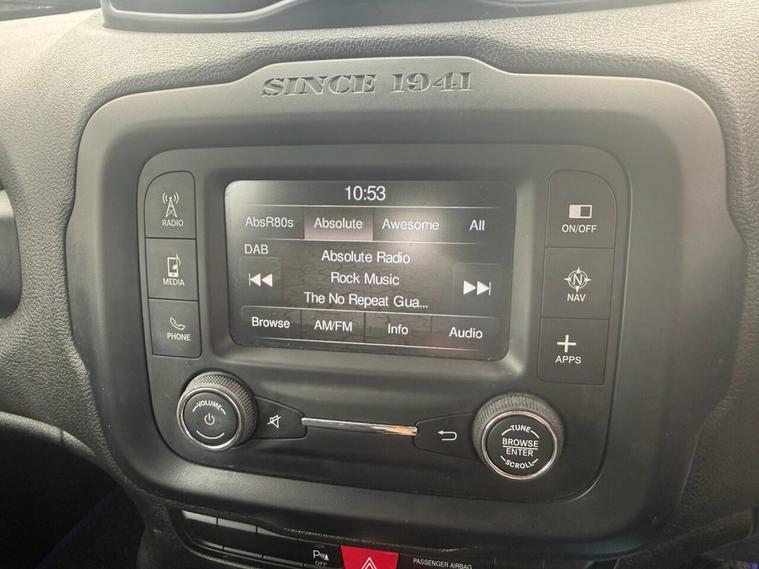 SINCE 1941
10:53
AbsR80s Absolute Awesome All
DAB
Absolute Radio
Rock Music
The No Repeat Gua...
Browse AM/FM Info Audio
RADIO
MEDIA
PHONE
ON/OFF
N
NAV
APPS
VOLUME
TUNE
BROWSE
ENTER
SCROLL
P
OFF
PASSENGER AIRBAG